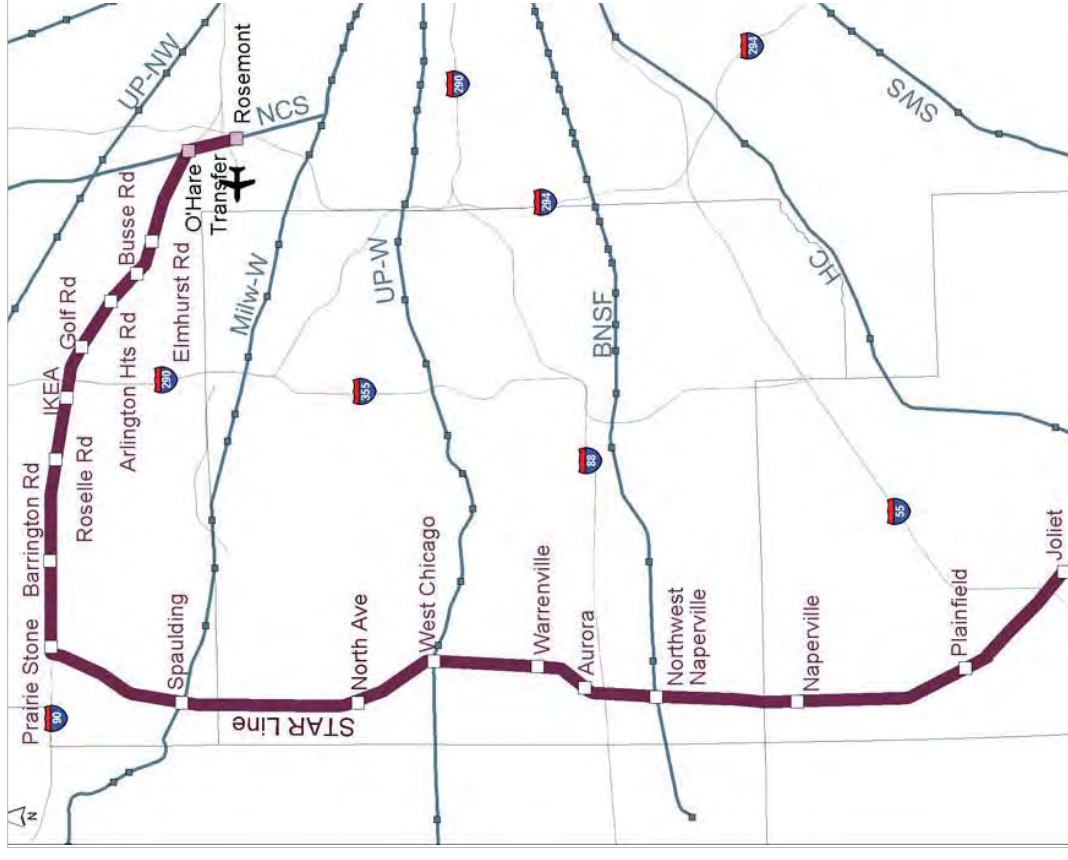 UP-NW
Rosemont
NCS
O'Hare
Transfer
Busse Rd
Elmhurst Rd
Golf Rd
Arlington Hts Rd
IKEA
Roselle Rd
Barrington Rd
Prairie Stone
90
N
290
290
294
SWS
Milw-W
UP-W
355
294
HC
BNSF
88
55
Spaulding
STAR Line
North Ave
West Chicago
Warrenville
Aurora
Northwest
Naperville
Naperville
Plainfield
Joliet